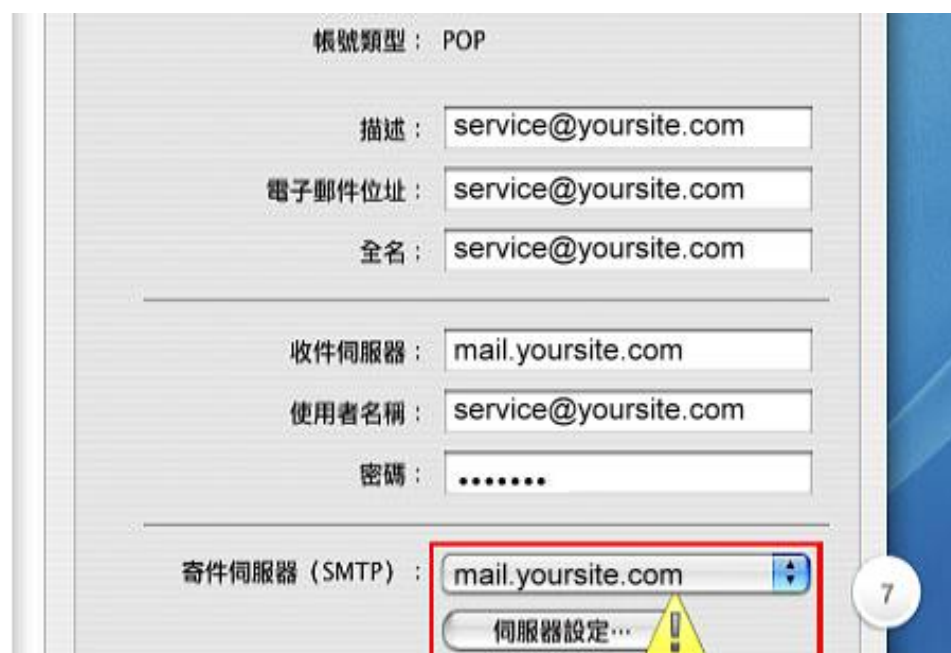 帳號類型： POP
描述： service@yoursite.com
電子郵件位址： service@yoursite.com
全名： service@yoursite.com
收件伺服器： mail.yoursite.com
使用者名稱： service@yoursite.com
密碼： •••••••
寄件伺服器（SMTP）： mail.yoursite.com
7
伺服器設定…